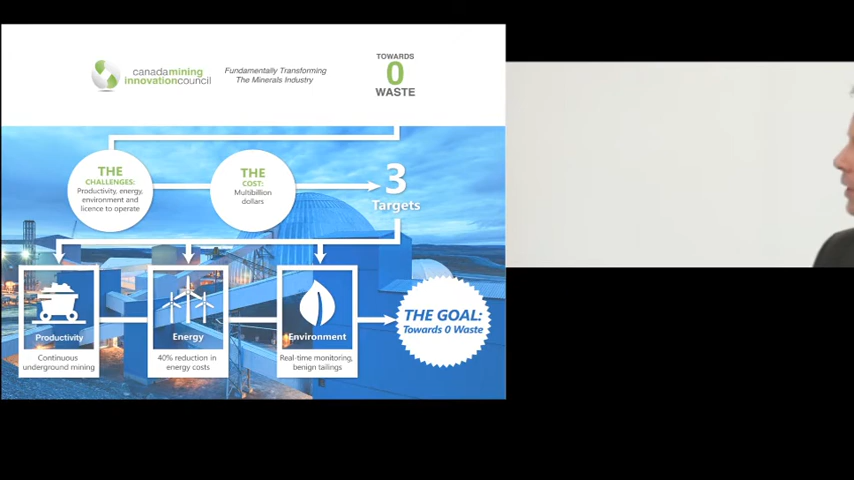 canadamining
innovationcouncil
Fundamentally Transforming
The Minerals Industry
TOWARDS
0
WASTE
THE
CHALLENGES:
Productivity, energy,
environment and
licence to operate
THE
COST:
Multibillion
dollars
3
Targets
Productivity
Continuous
underground mining
Energy
40% reduction in
energy costs
Environment
Real-time monitoring,
benign tailings
THE GOAL:
Towards 0 Waste